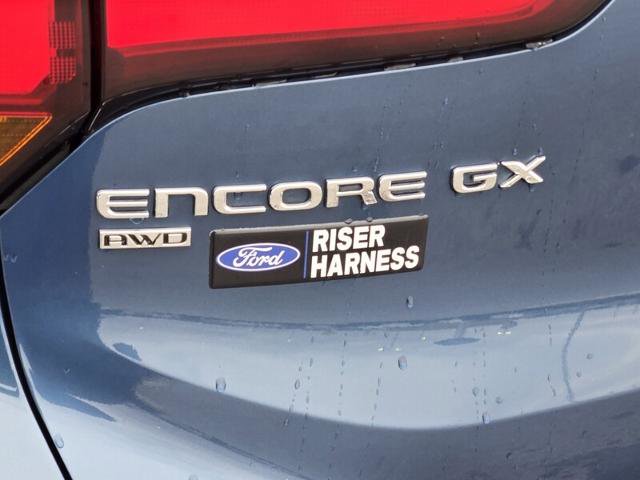 ENCORE GX
AWD
Ford
RISER
HARNESS